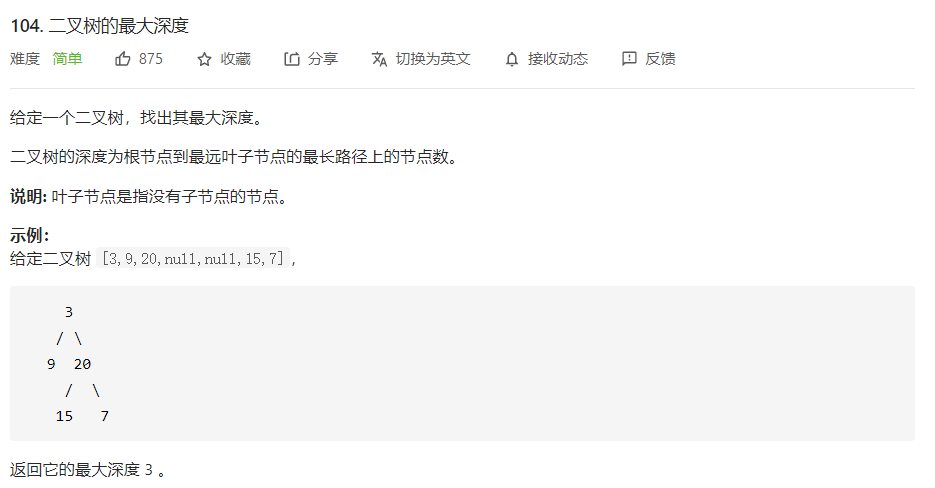 104. 二叉树的最大深度
难度 简单 875 收藏 分享 切换为英文 接收动态 反馈
给定一个二叉树，找出其最大深度。
二叉树的深度为根节点到最远叶子节点的最长路径上的节点数。
说明: 叶子节点是指没有子节点的节点。
示例：
给定二叉树 [3,9,20,null,null,15,7]，
3
/ \
9 20
/ \
15 7
返回它的最大深度 3 。